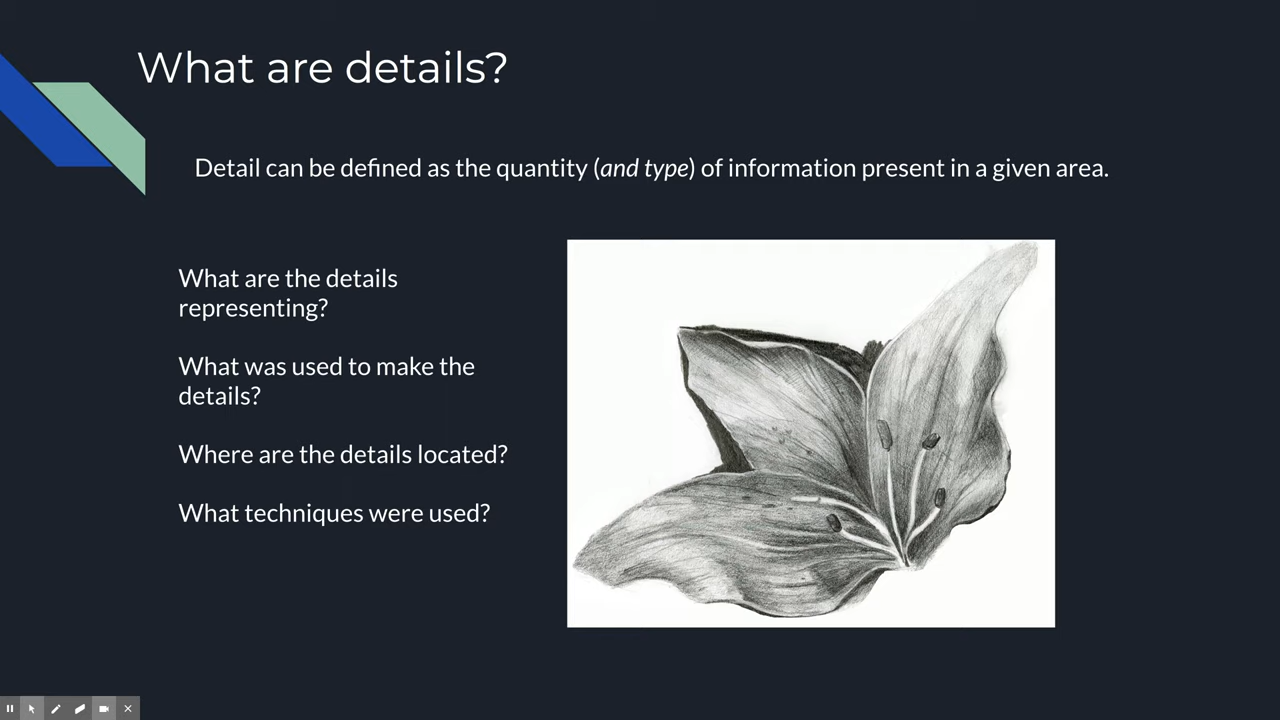 What are details?
Detail can be defined as the quantity (and type) of information present in a given area.
What are the details
representing?
What was used to make the
details?
Where are the details located?
What techniques were used?